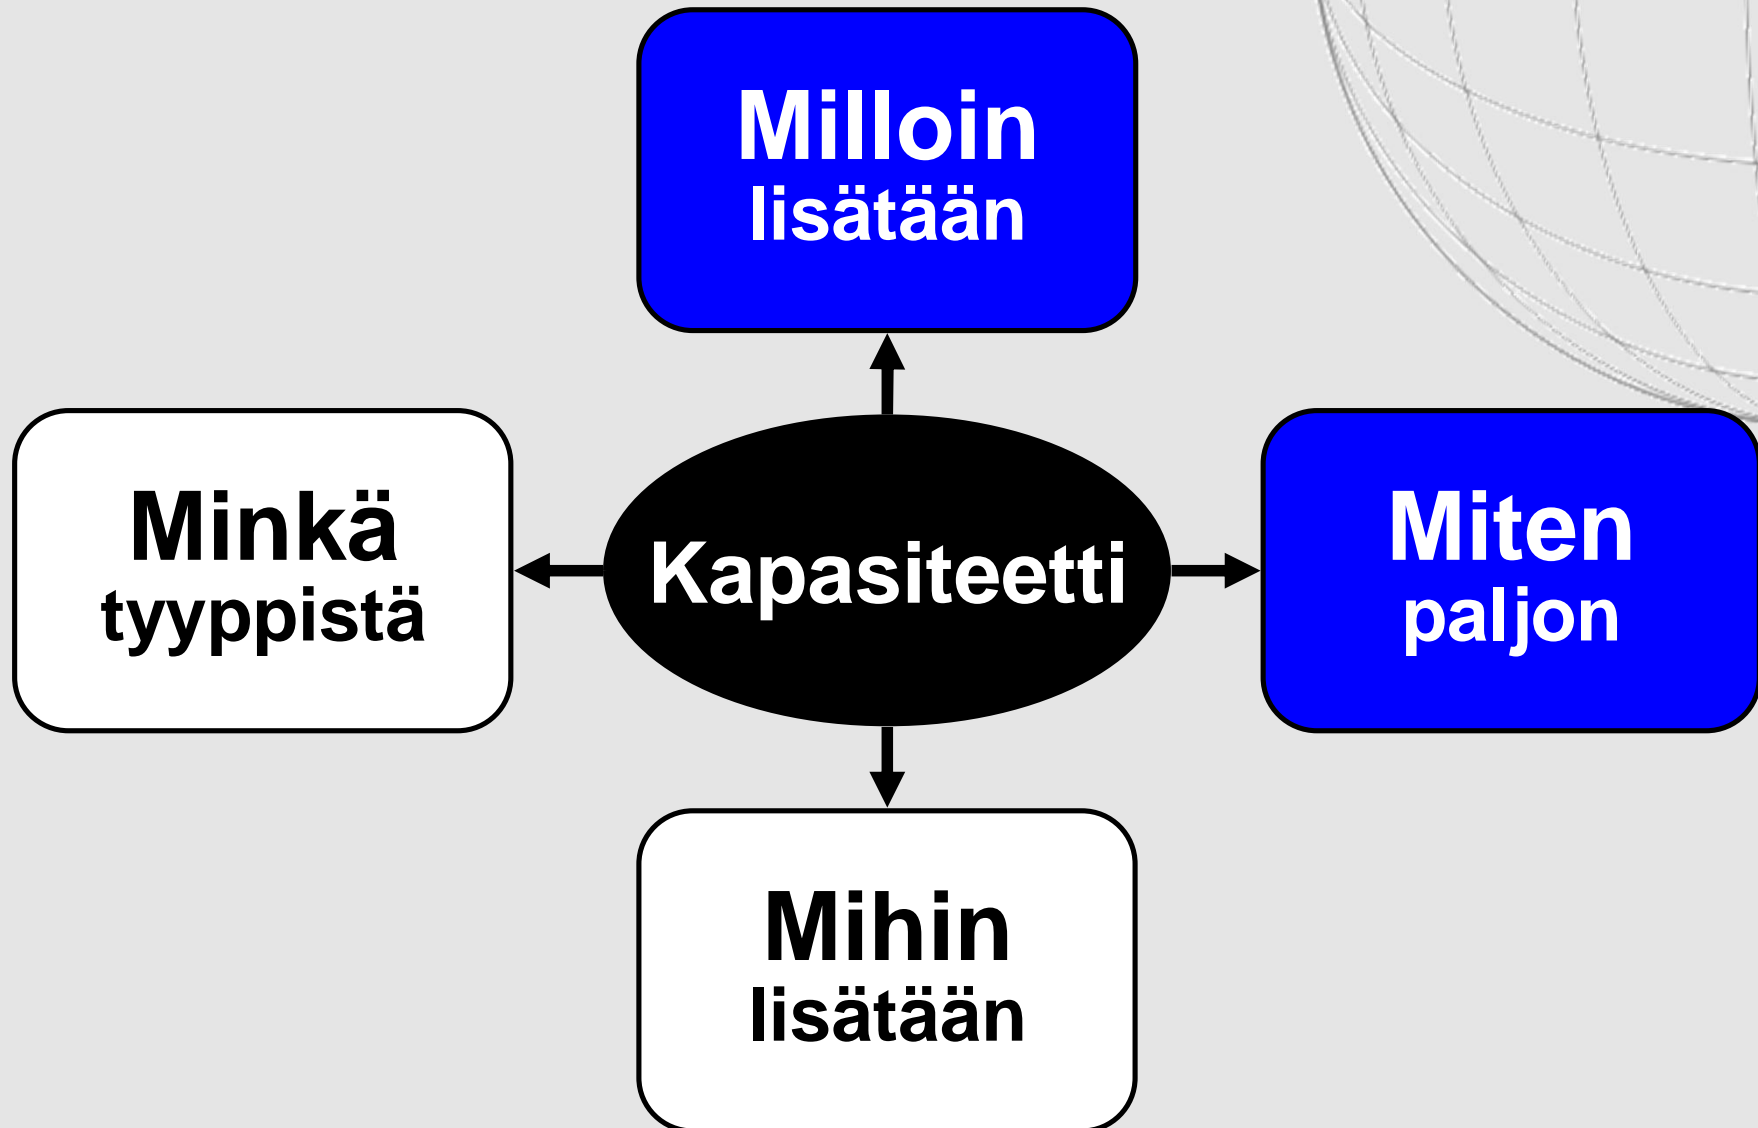 Milloin
lisätään
Minkä
tyyppistä
Kapasiteetti
Miten
paljon
Mihin
lisätään